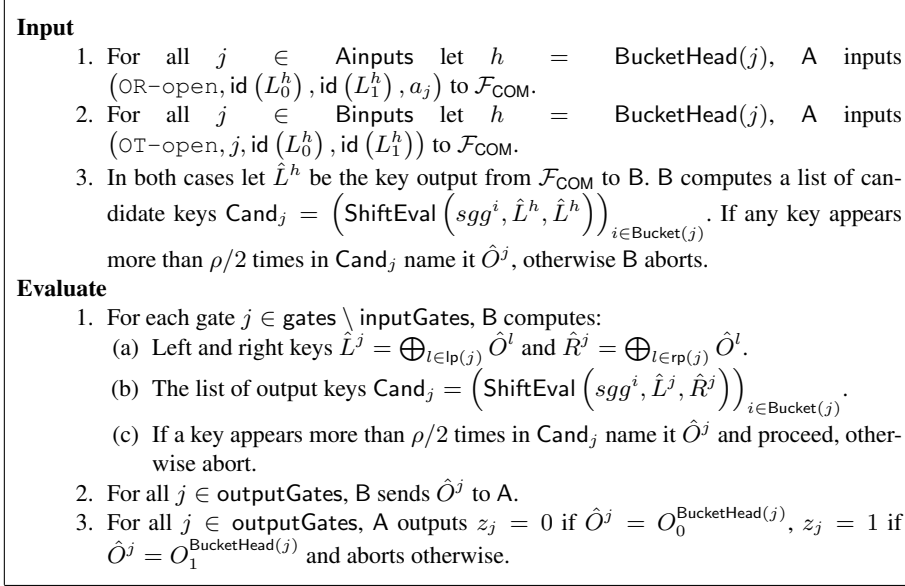 Input
1. For all j ∈ Ainputs let h = BucketHead(j), A inputs
(OR-open, id (L_0^h), id (L_1^h), a_j) to F_COM.
2. For all j ∈ Binputs let h = BucketHead(j), A inputs
(OT-open, j, id (L_0^h), id (L_1^h)) to F_COM.
3. In both cases let L̂^h be the key output from F_COM to B. B computes a list of can-
didate keys Cand_j = (ShiftEval (sgg^i, L̂^h, L̂^h))_{i∈Bucket(j)}. If any key appears
more than ρ/2 times in Cand_j name it Ô^j, otherwise B aborts.
Evaluate
1. For each gate j ∈ gates \ inputGates, B computes:
(a) Left and right keys L̂^j = ⊕_{l∈lp(j)} Ô^l and R̂^j = ⊕_{l∈rp(j)} Ô^l.
(b) The list of output keys Cand_j = (ShiftEval (sgg^i, L̂^j, R̂^j))_{i∈Bucket(j)}.
(c) If a key appears more than ρ/2 times in Cand_j name it Ô^j and proceed, other-
wise abort.
2. For all j ∈ outputGates, B sends Ô^j to A.
3. For all j ∈ outputGates, A outputs z_j = 0 if Ô^j = O_0^{BucketHead(j)}, z_j = 1 if
Ô^j = O_1^{BucketHead(j)} and aborts otherwise.